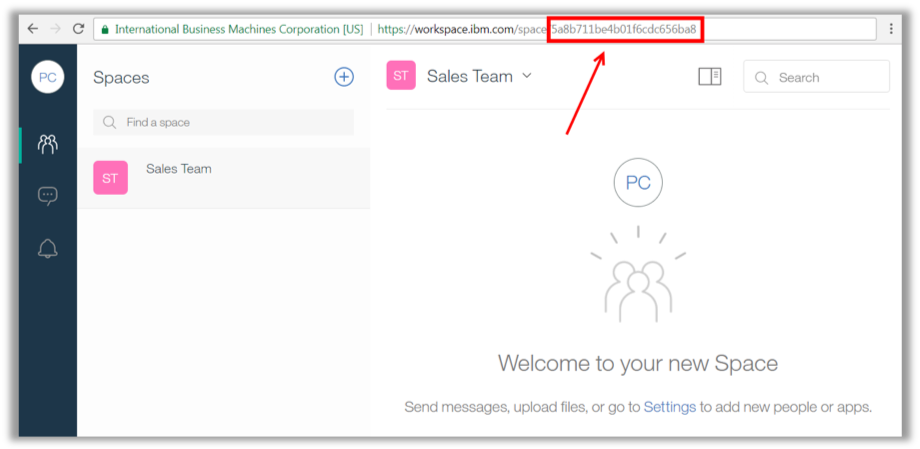 International Business Machines Corporation [US] | https://workspace.ibm.com/space/5a8b711be4b01f6cdc656ba8
PC
Spaces
ST
Sales Team
Search
Find a space
ST
Sales Team
PC
Welcome to your new Space
Send messages, upload files, or go to Settings to add new people or apps.